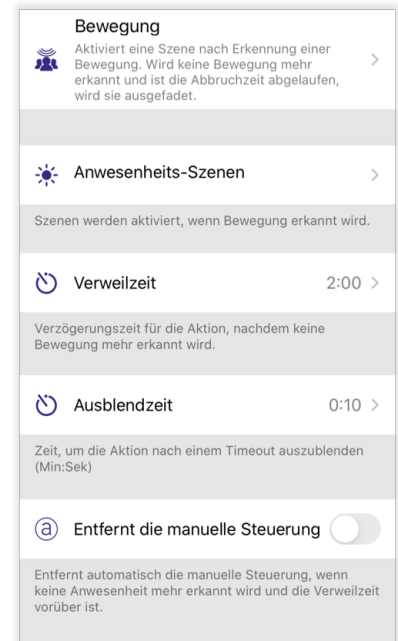 Bewegung
Aktiviert eine Szene nach Erkennung einer
Bewegung. Wird keine Bewegung mehr
erkannt und ist die Abbruchzeit abgelaufen,
wird sie ausgefadet.
Anwesenheits-Szenen
Szenen werden aktiviert, wenn Bewegung erkannt wird.
Verweilzeit 2:00
Verzögerungszeit für die Aktion, nachdem keine
Bewegung mehr erkannt wird.
Ausblendzeit 0:10
Zeit, um die Aktion nach einem Timeout auszublenden
(Min:Sek)
a Entfernt die manuelle Steuerung
Entfernt automatisch die manuelle Steuerung, wenn
keine Anwesenheit mehr erkannt wird und die Verweilzeit
vorüber ist.